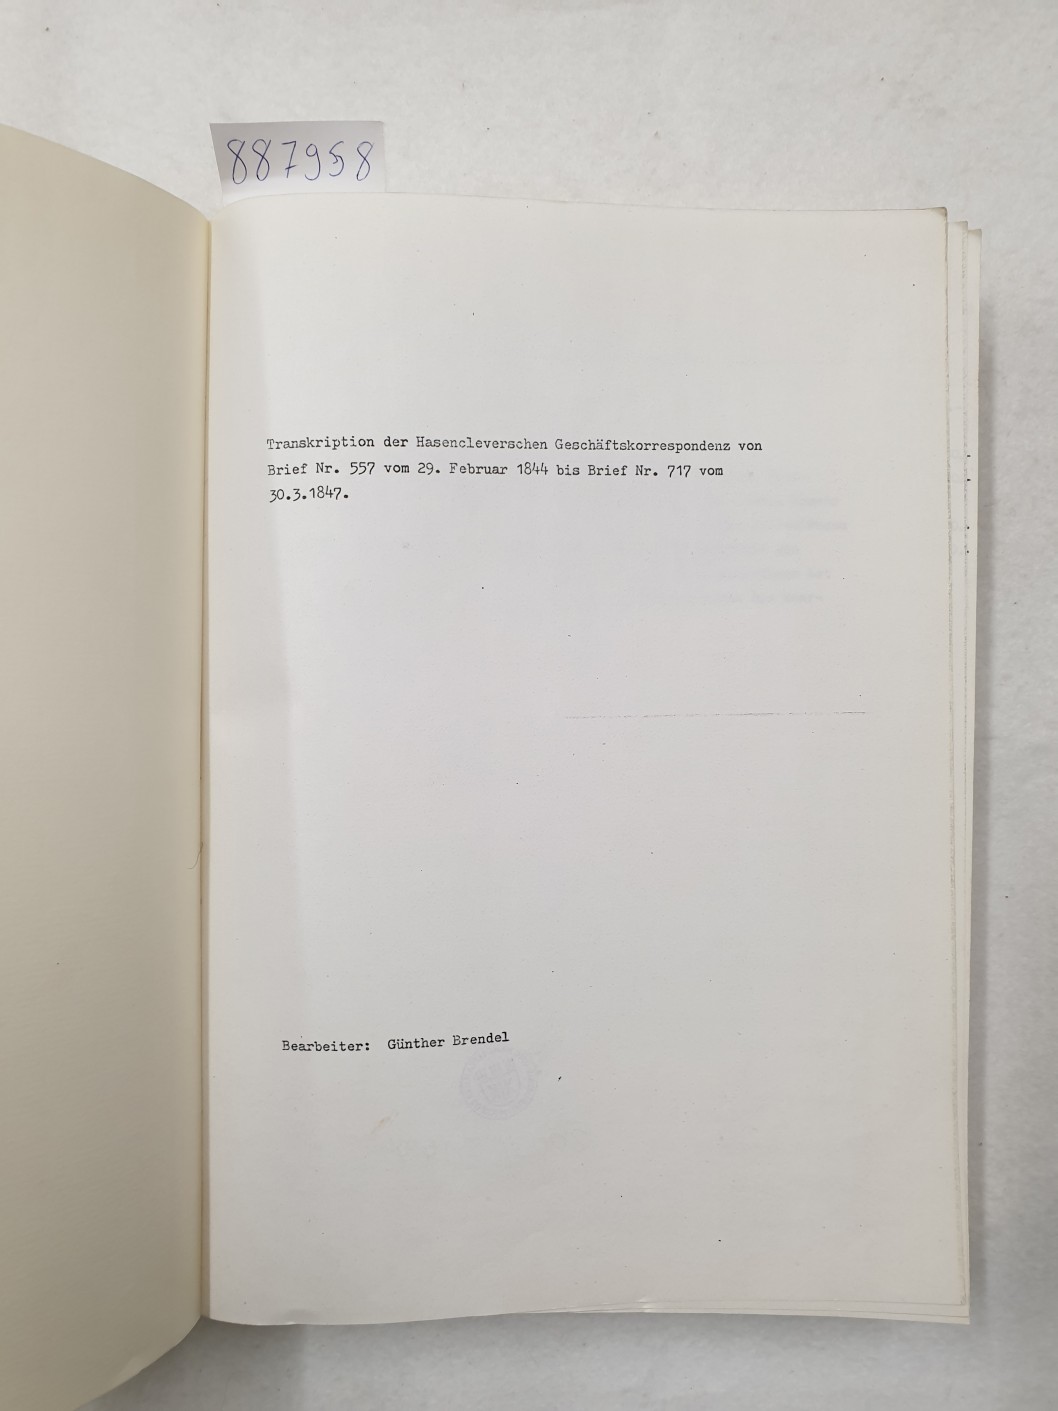 887958
Transkription der Hasencleverschen Geschäftskorrespondenz von
Brief Nr. 557 vom 29. Februar 1844 bis Brief Nr. 717 vom
30.3.1847.
Bearbeiter: Günther Brendel